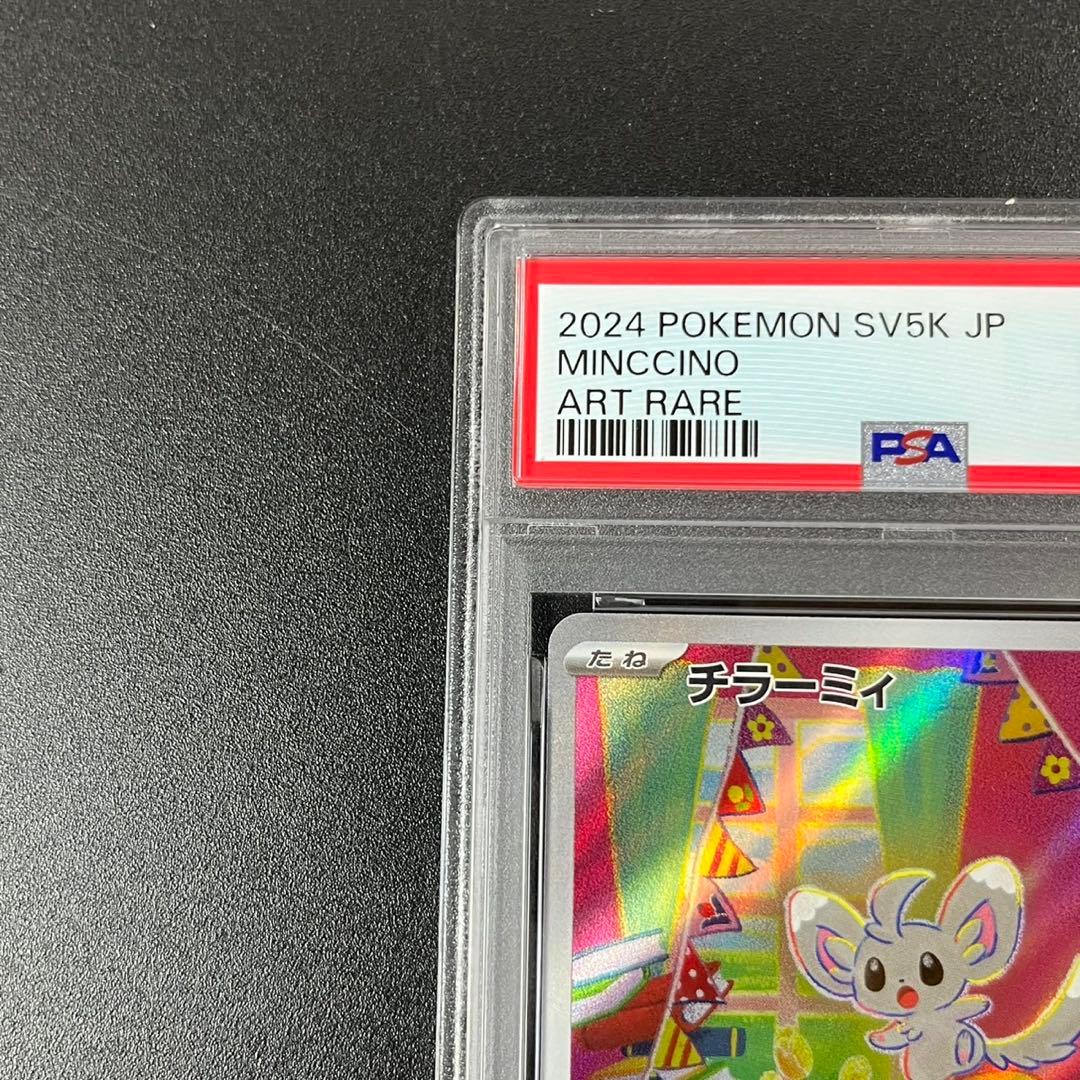 2024 POKEMON SV5K JP
MINCCINO
ART RARE
PSA
たね
チラーミィ